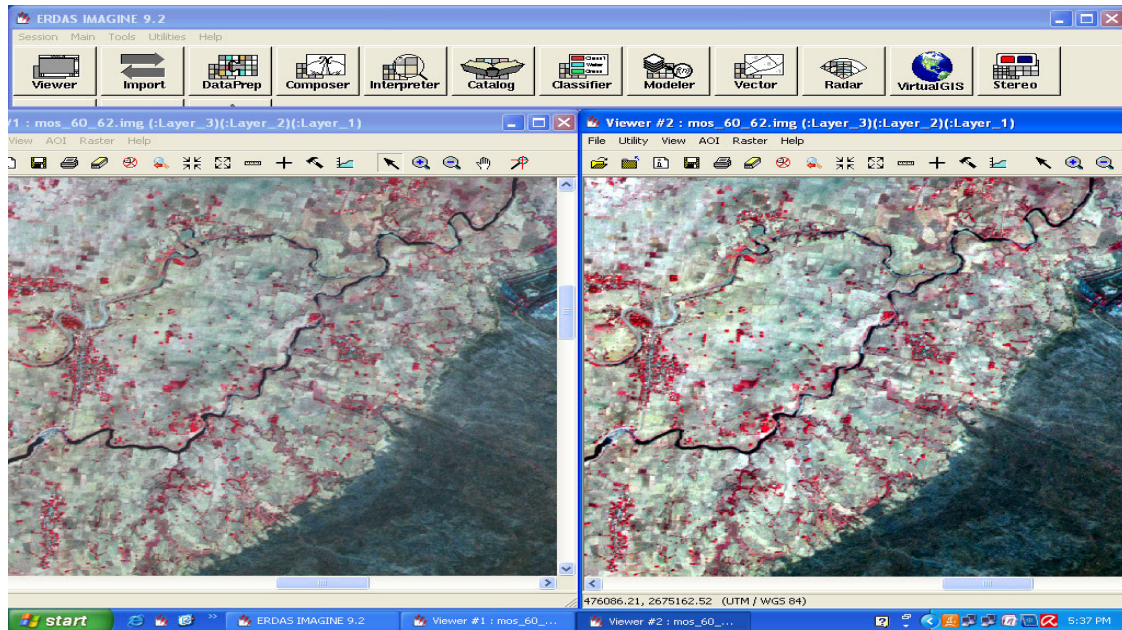 ERDAS IMAGINE 9.2
Session Main Tools Utilities Help
Viewer Import DataPrep Composer Interpreter Catalog Classifier Modeler Vector Radar VirtualGIS Stereo
#1 : mos_60_62.img (:Layer_3)(:Layer_2)(:Layer_1)
View AOI Raster Help
Viewer #2 : mos_60_62.img (:Layer_3)(:Layer_2)(:Layer_1)
File Utility View AOI Raster Help
476086.21, 2675162.52 (UTM / WGS 84)
start ERDAS IMAGINE 9.2 Viewer #1 : mos_60_... Viewer #2 : mos_60_... 5:37 PM